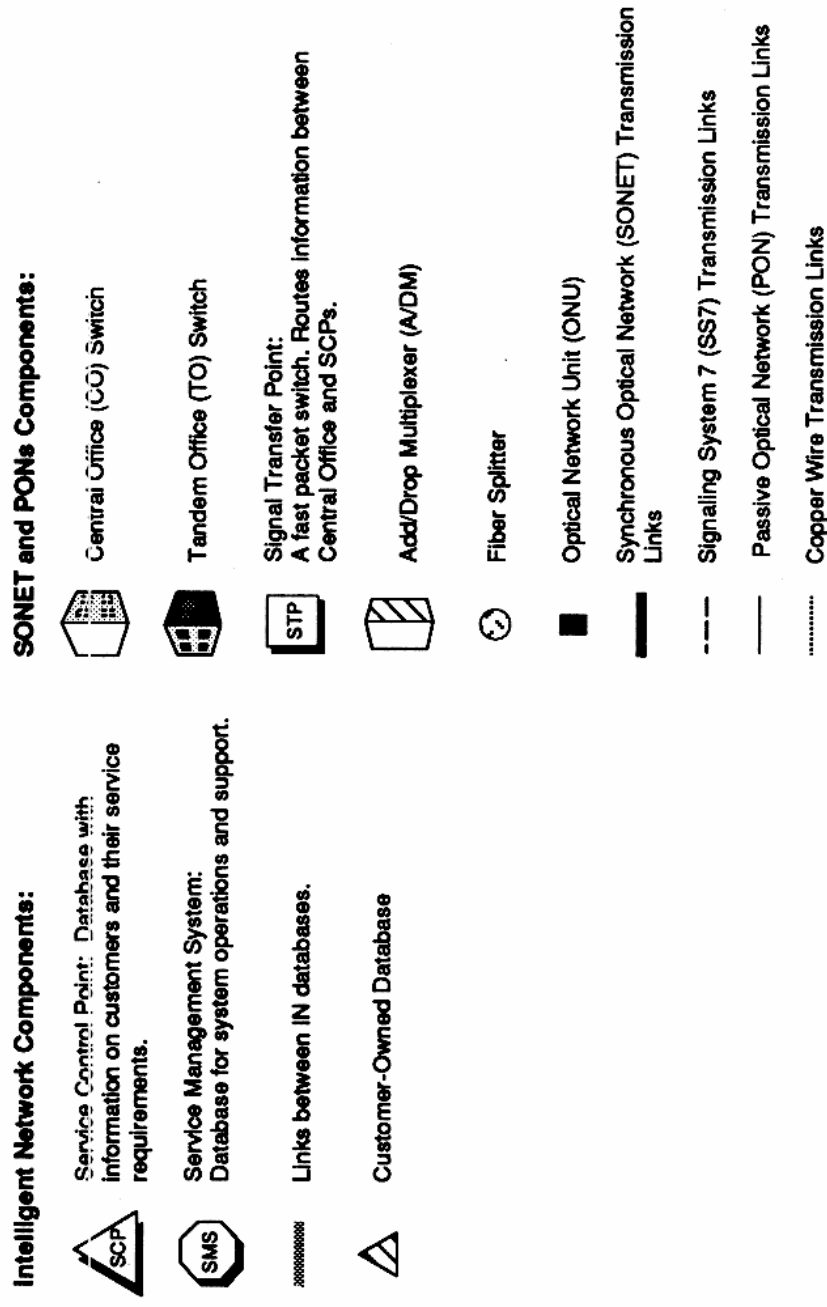 Intelligent Network Components:
SCP
Service Control Point: Database with
information on customers and their service
requirements.
SMS
Service Management System:
Database for system operations and support.
Links between IN databases.
Customer-Owned Database
SONET and PONs Components:
Central Office (CO) Switch
Tandem Office (TO) Switch
STP
Signal Transfer Point:
A fast packet switch. Routes information between
Central Office and SCPs.
Add/Drop Multiplexer (A/DM)
Fiber Splitter
Optical Network Unit (ONU)
Synchronous Optical Network (SONET) Transmission
Links
Signaling System 7 (SS7) Transmission Links
Passive Optical Network (PON) Transmission Links
Copper Wire Transmission Links